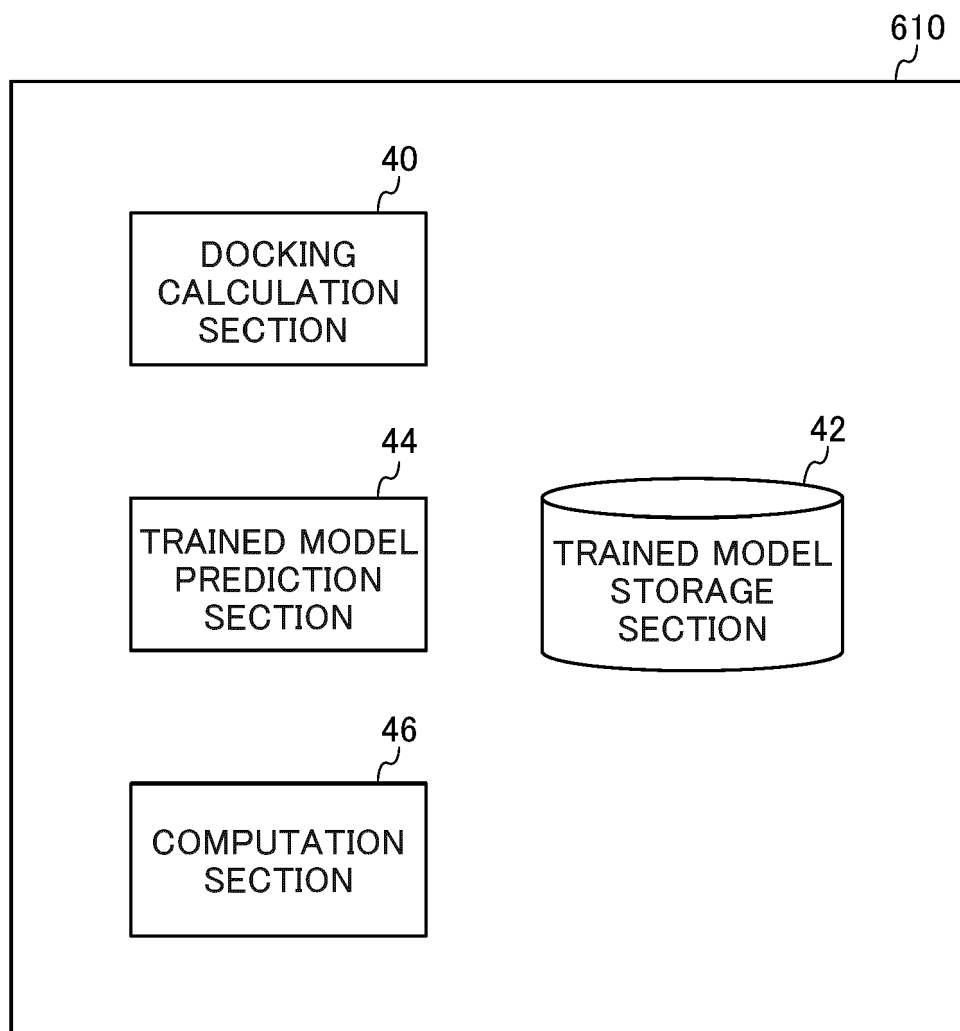 610
40
DOCKING
CALCULATION
SECTION
44
TRAINED MODEL
PREDICTION
SECTION
42
TRAINED MODEL
STORAGE
SECTION
46
COMPUTATION
SECTION